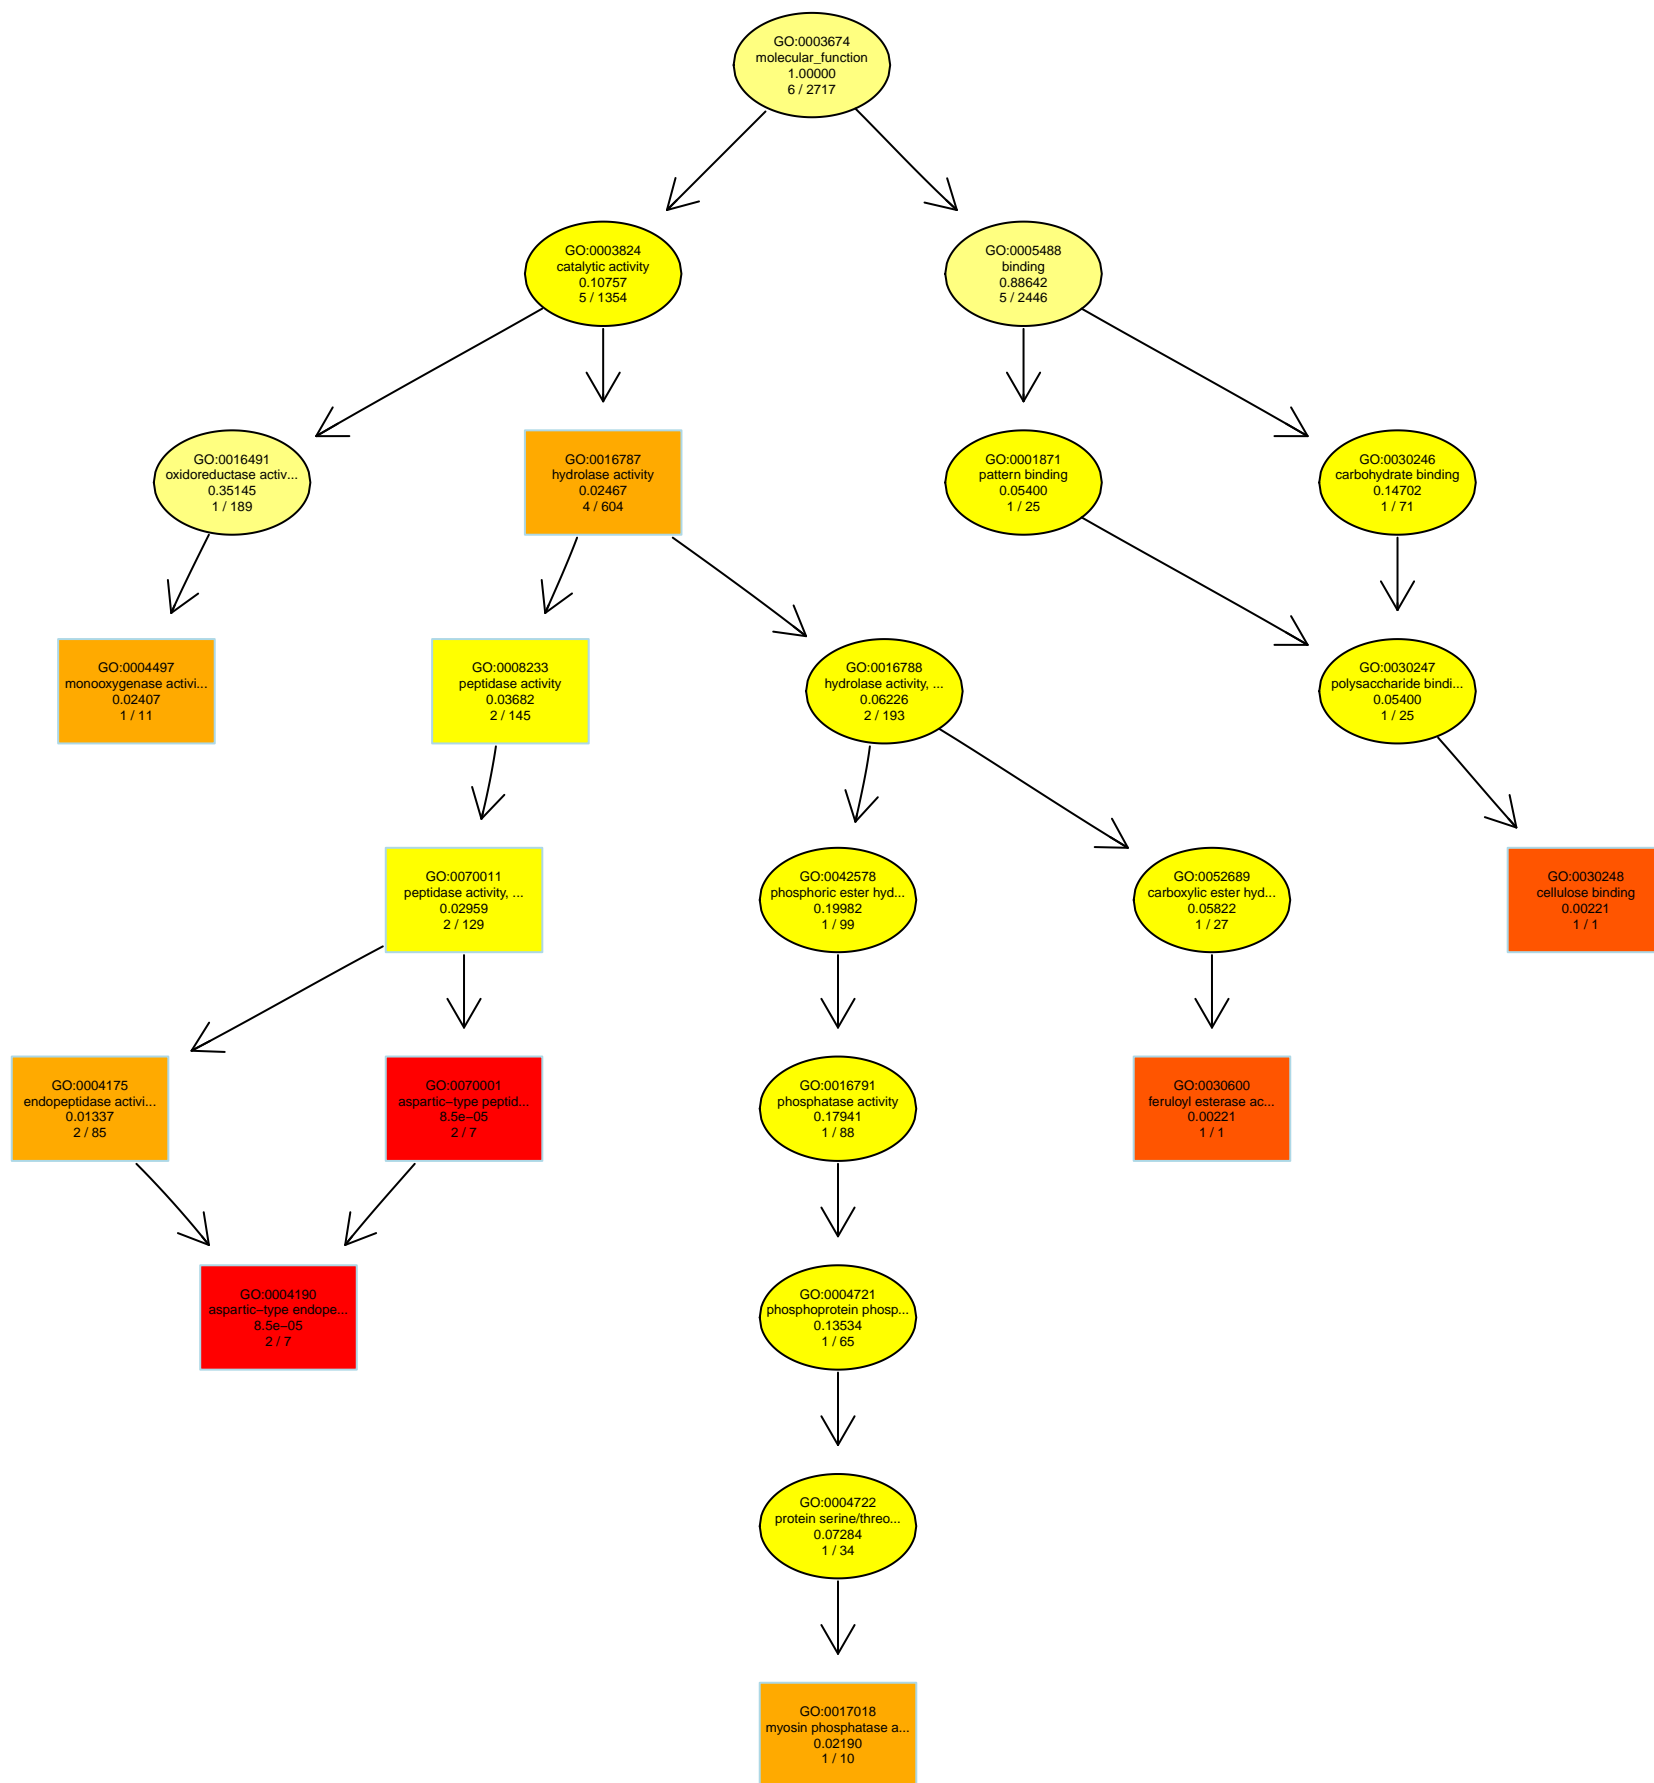 GO:0003674
molecular_function
1.00000
6 / 2717
GO:0003824
catalytic activity
0.10757
5 / 1354
GO:0005488
binding
0.88642
5 / 2446
GO:0016491
oxidoreductase activ...
0.35145
1 / 189
GO:0016787
hydrolase activity
0.02467
4 / 604
GO:0001871
pattern binding
0.05400
1 / 25
GO:0030246
carbohydrate binding
0.14702
1 / 71
GO:0004497
monooxygenase activi...
0.02407
1 / 11
GO:0008233
peptidase activity
0.03682
2 / 145
GO:0016788
hydrolase activity, ...
0.06226
2 / 193
GO:0030247
polysaccharide bindi...
0.05400
1 / 25
GO:0070011
peptidase activity, ...
0.02959
2 / 129
GO:0042578
phosphoric ester hyd...
0.19982
1 / 99
GO:0052689
carboxylic ester hyd...
0.05822
1 / 27
GO:0030248
cellulose binding
0.00221
1 / 1
GO:0004175
endopeptidase activi...
0.01337
2 / 85
GO:0070001
aspartic−type peptid...
8.5e−05
2 / 7
GO:0016791
phosphatase activity
0.17941
1 / 88
GO:0030600
feruloyl esterase ac...
0.00221
1 / 1
GO:0004190
aspartic−type endope...
8.5e−05
2 / 7
GO:0004721
phosphoprotein phosp...
0.13534
1 / 65
GO:0004722
protein serine/threo...
0.07284
1 / 34
GO:0017018
myosin phosphatase a...
0.02190
1 / 10